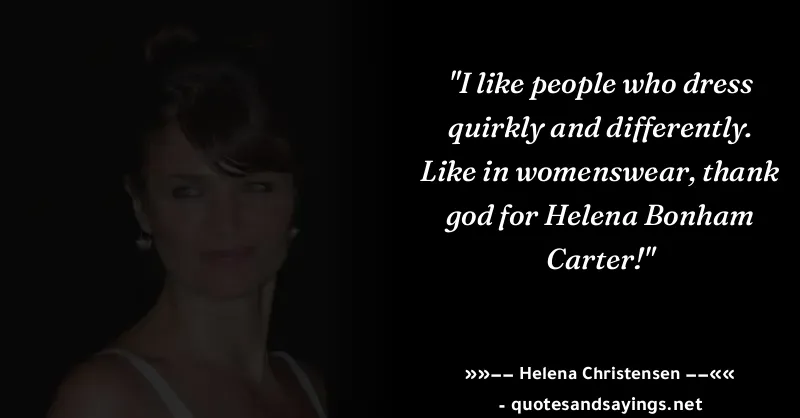 "I like people who dress
quirkly and differently.
Like in womenswear, thank
god for Helena Bonham
Carter!"
»»−− Helena Christensen −−««
- quotesandsayings.net